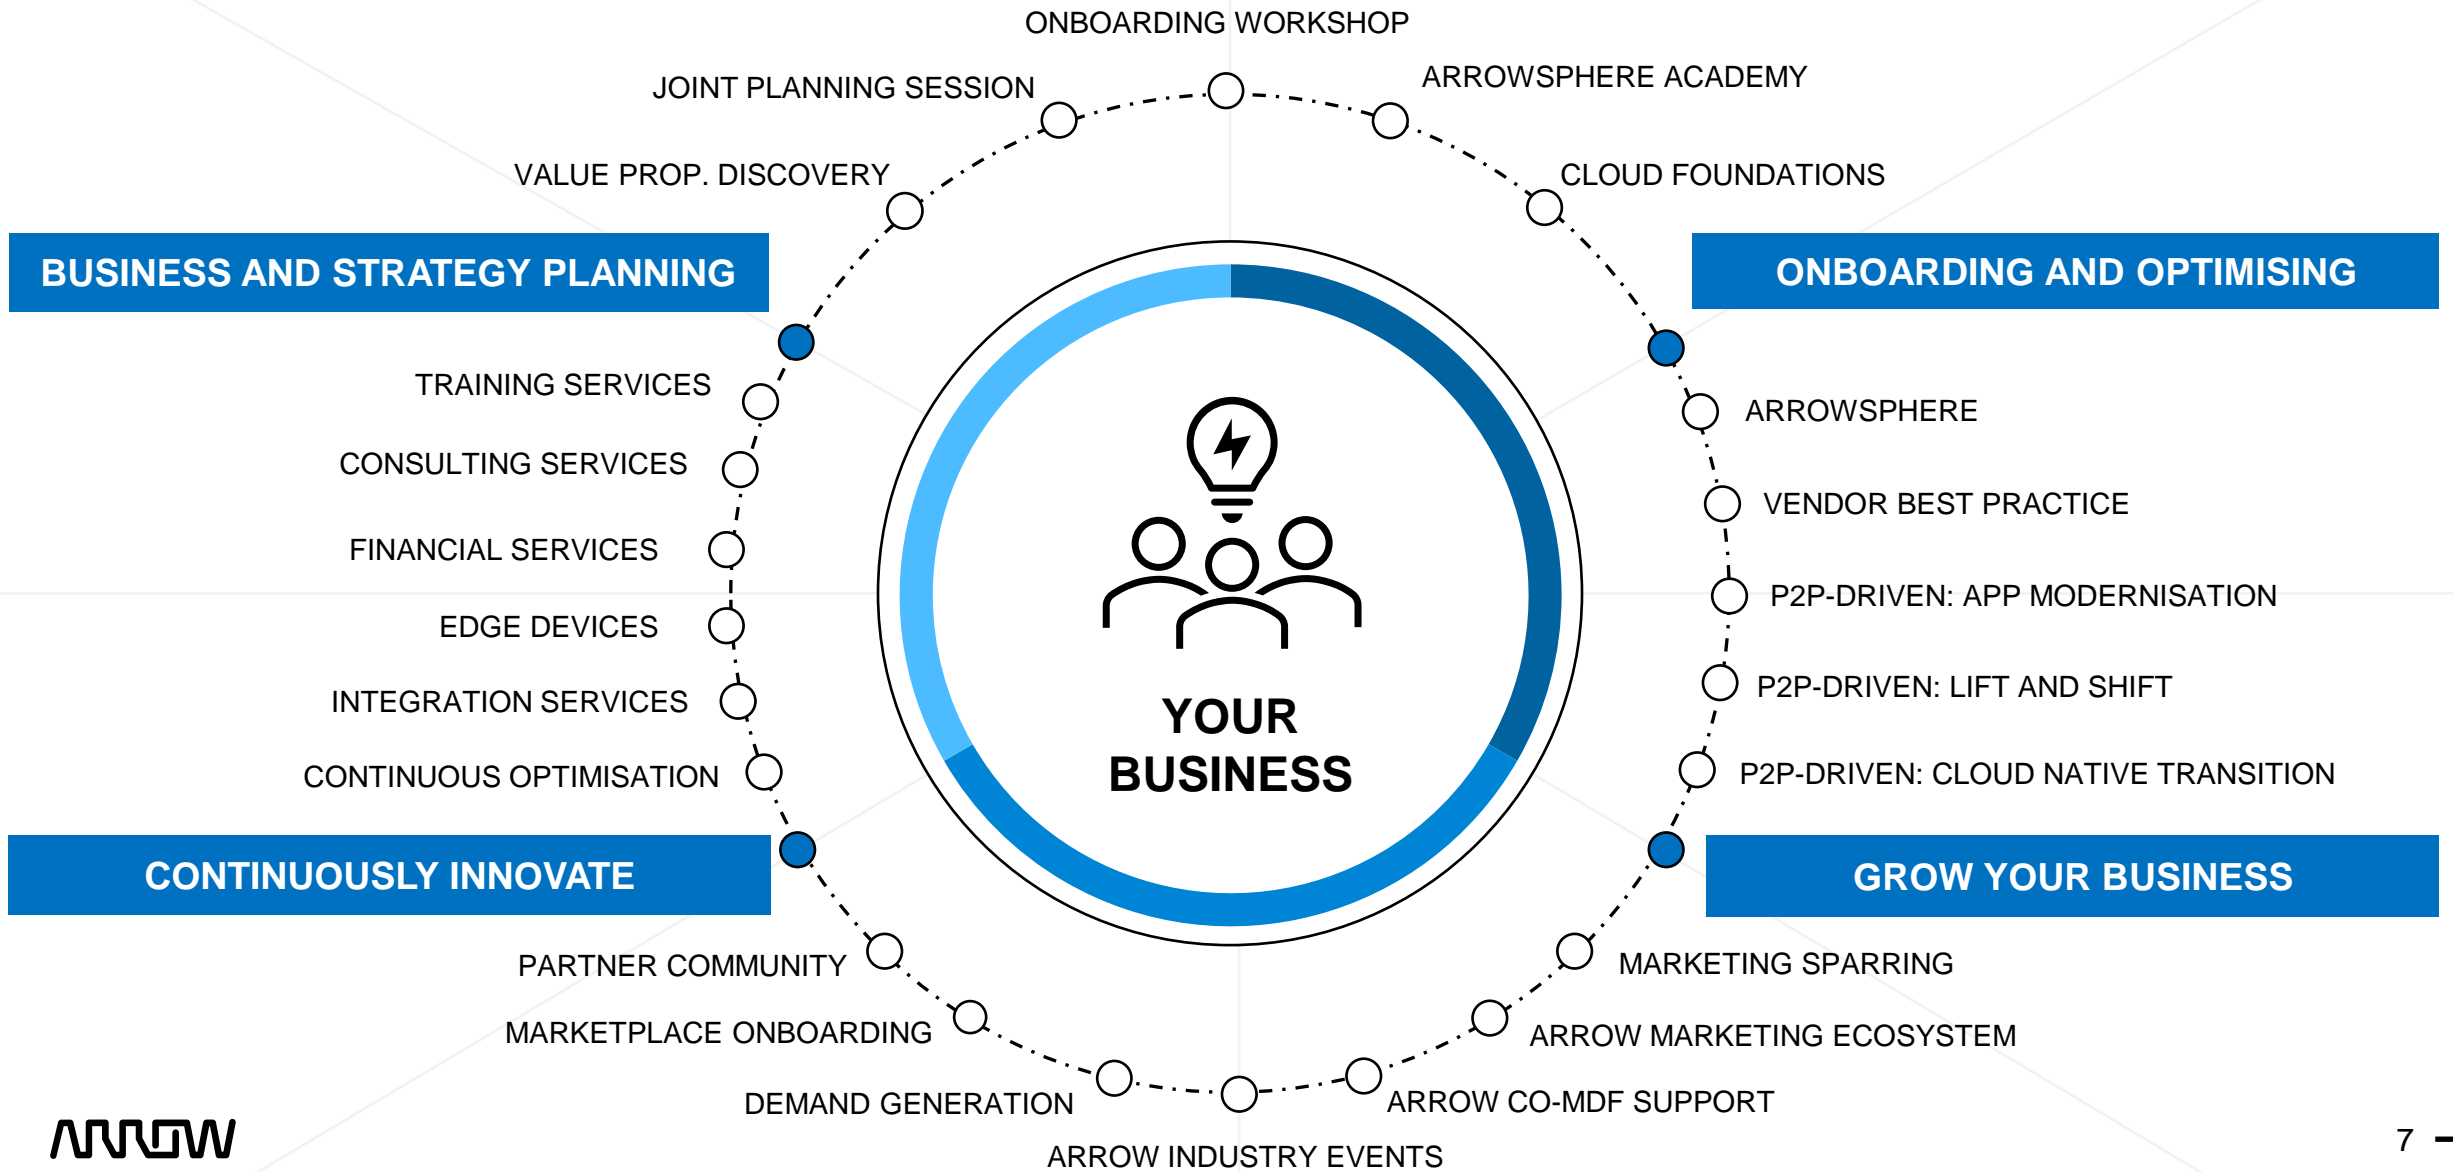 ONBOARDING WORKSHOP
JOINT PLANNING SESSION
ARROWSPHERE ACADEMY
VALUE PROP. DISCOVERY
CLOUD FOUNDATIONS
BUSINESS AND STRATEGY PLANNING
ONBOARDING AND OPTIMISING
TRAINING SERVICES
ARROWSPHERE
CONSULTING SERVICES
VENDOR BEST PRACTICE
FINANCIAL SERVICES
P2P-DRIVEN: APP MODERNISATION
EDGE DEVICES
P2P-DRIVEN: LIFT AND SHIFT
INTEGRATION SERVICES
YOUR
BUSINESS
CONTINUOUS OPTIMISATION
P2P-DRIVEN: CLOUD NATIVE TRANSITION
CONTINUOUSLY INNOVATE
GROW YOUR BUSINESS
PARTNER COMMUNITY
MARKETING SPARRING
MARKETPLACE ONBOARDING
ARROW MARKETING ECOSYSTEM
DEMAND GENERATION
ARROW CO-MDF SUPPORT
ARROW INDUSTRY EVENTS
ARROW
7